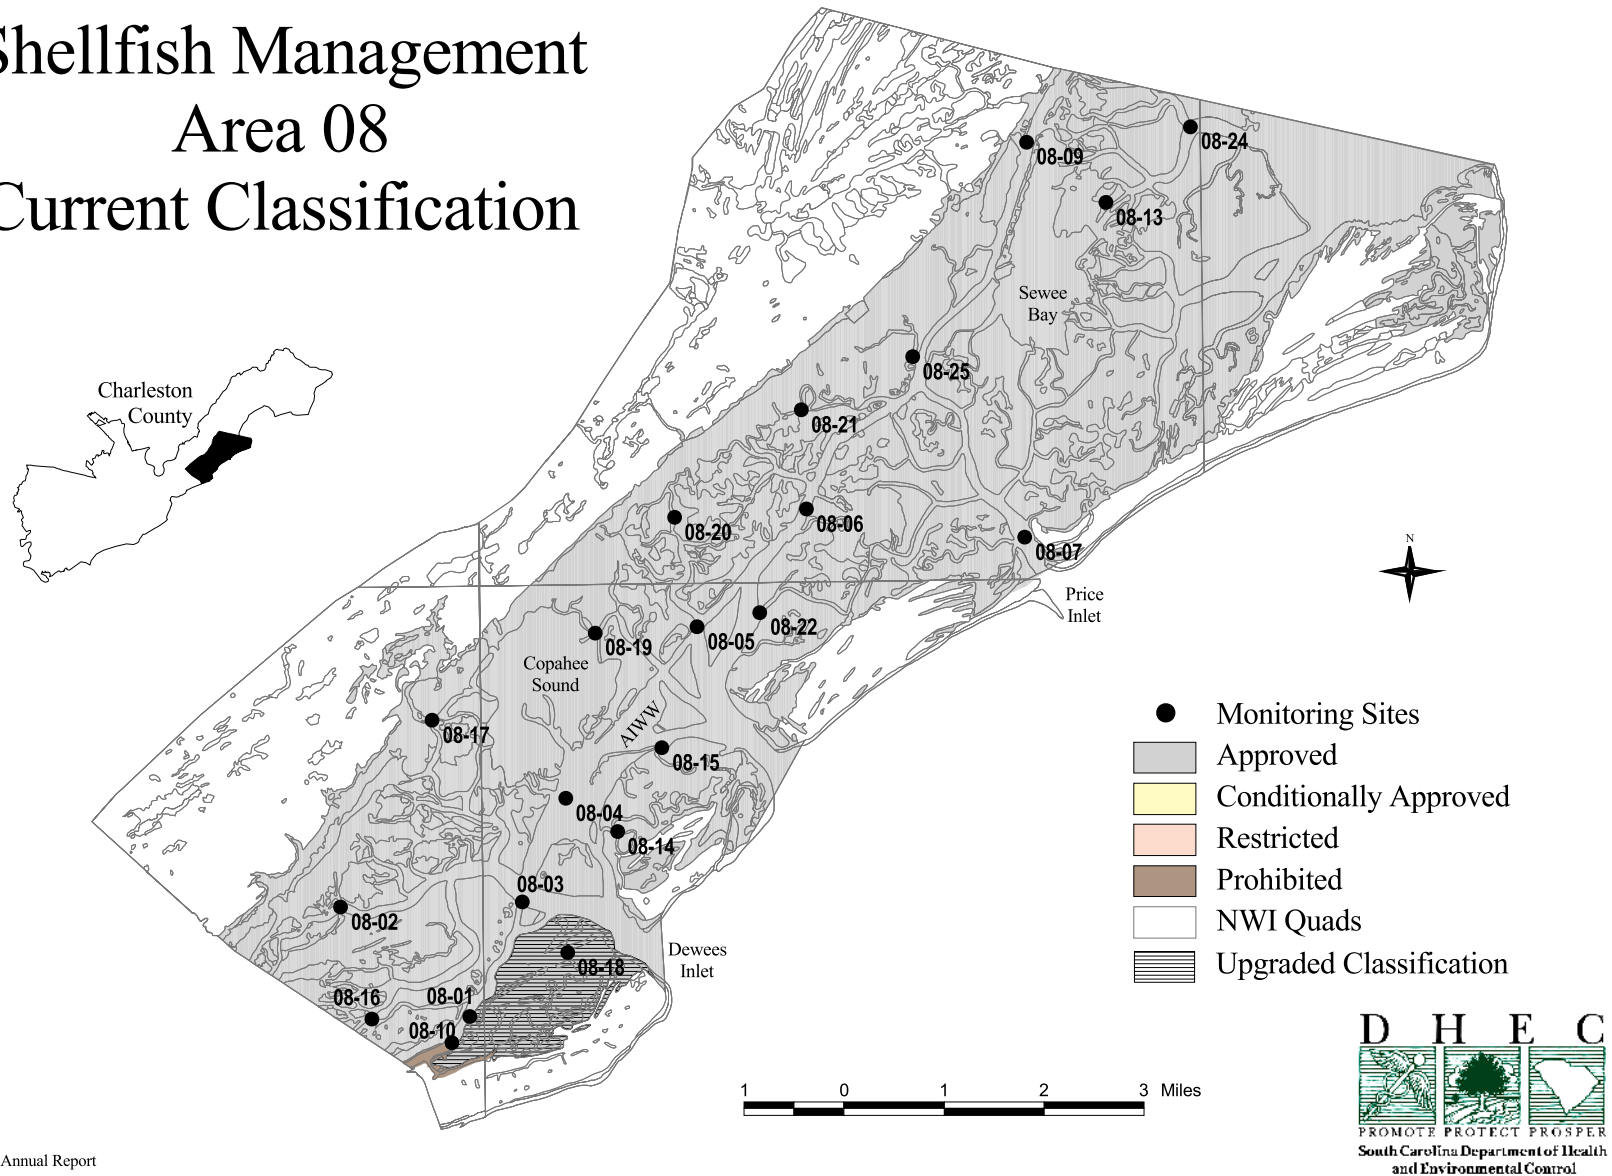 Shellfish Management
Area 08
Current Classification
08-24
08-09
08-13
Sewee
Bay
08-25
Charleston
County
08-21
08-20
08-06
08-07
N
Price
Inlet
08-22
08-05
08-19
Copahee
Sound
AIWW
08-17
08-15
08-04
08-14
08-03
08-02
Dewees
Inlet
08-18
08-16
08-01
08-10
Monitoring Sites
Approved
Conditionally Approved
Restricted
Prohibited
NWI Quads
Upgraded Classification
1 0 1 2 3 Miles
D H E C
PROMOTE PROTECT PROSPER
South Carolina Department of Health
and Environmental Control
Annual Report